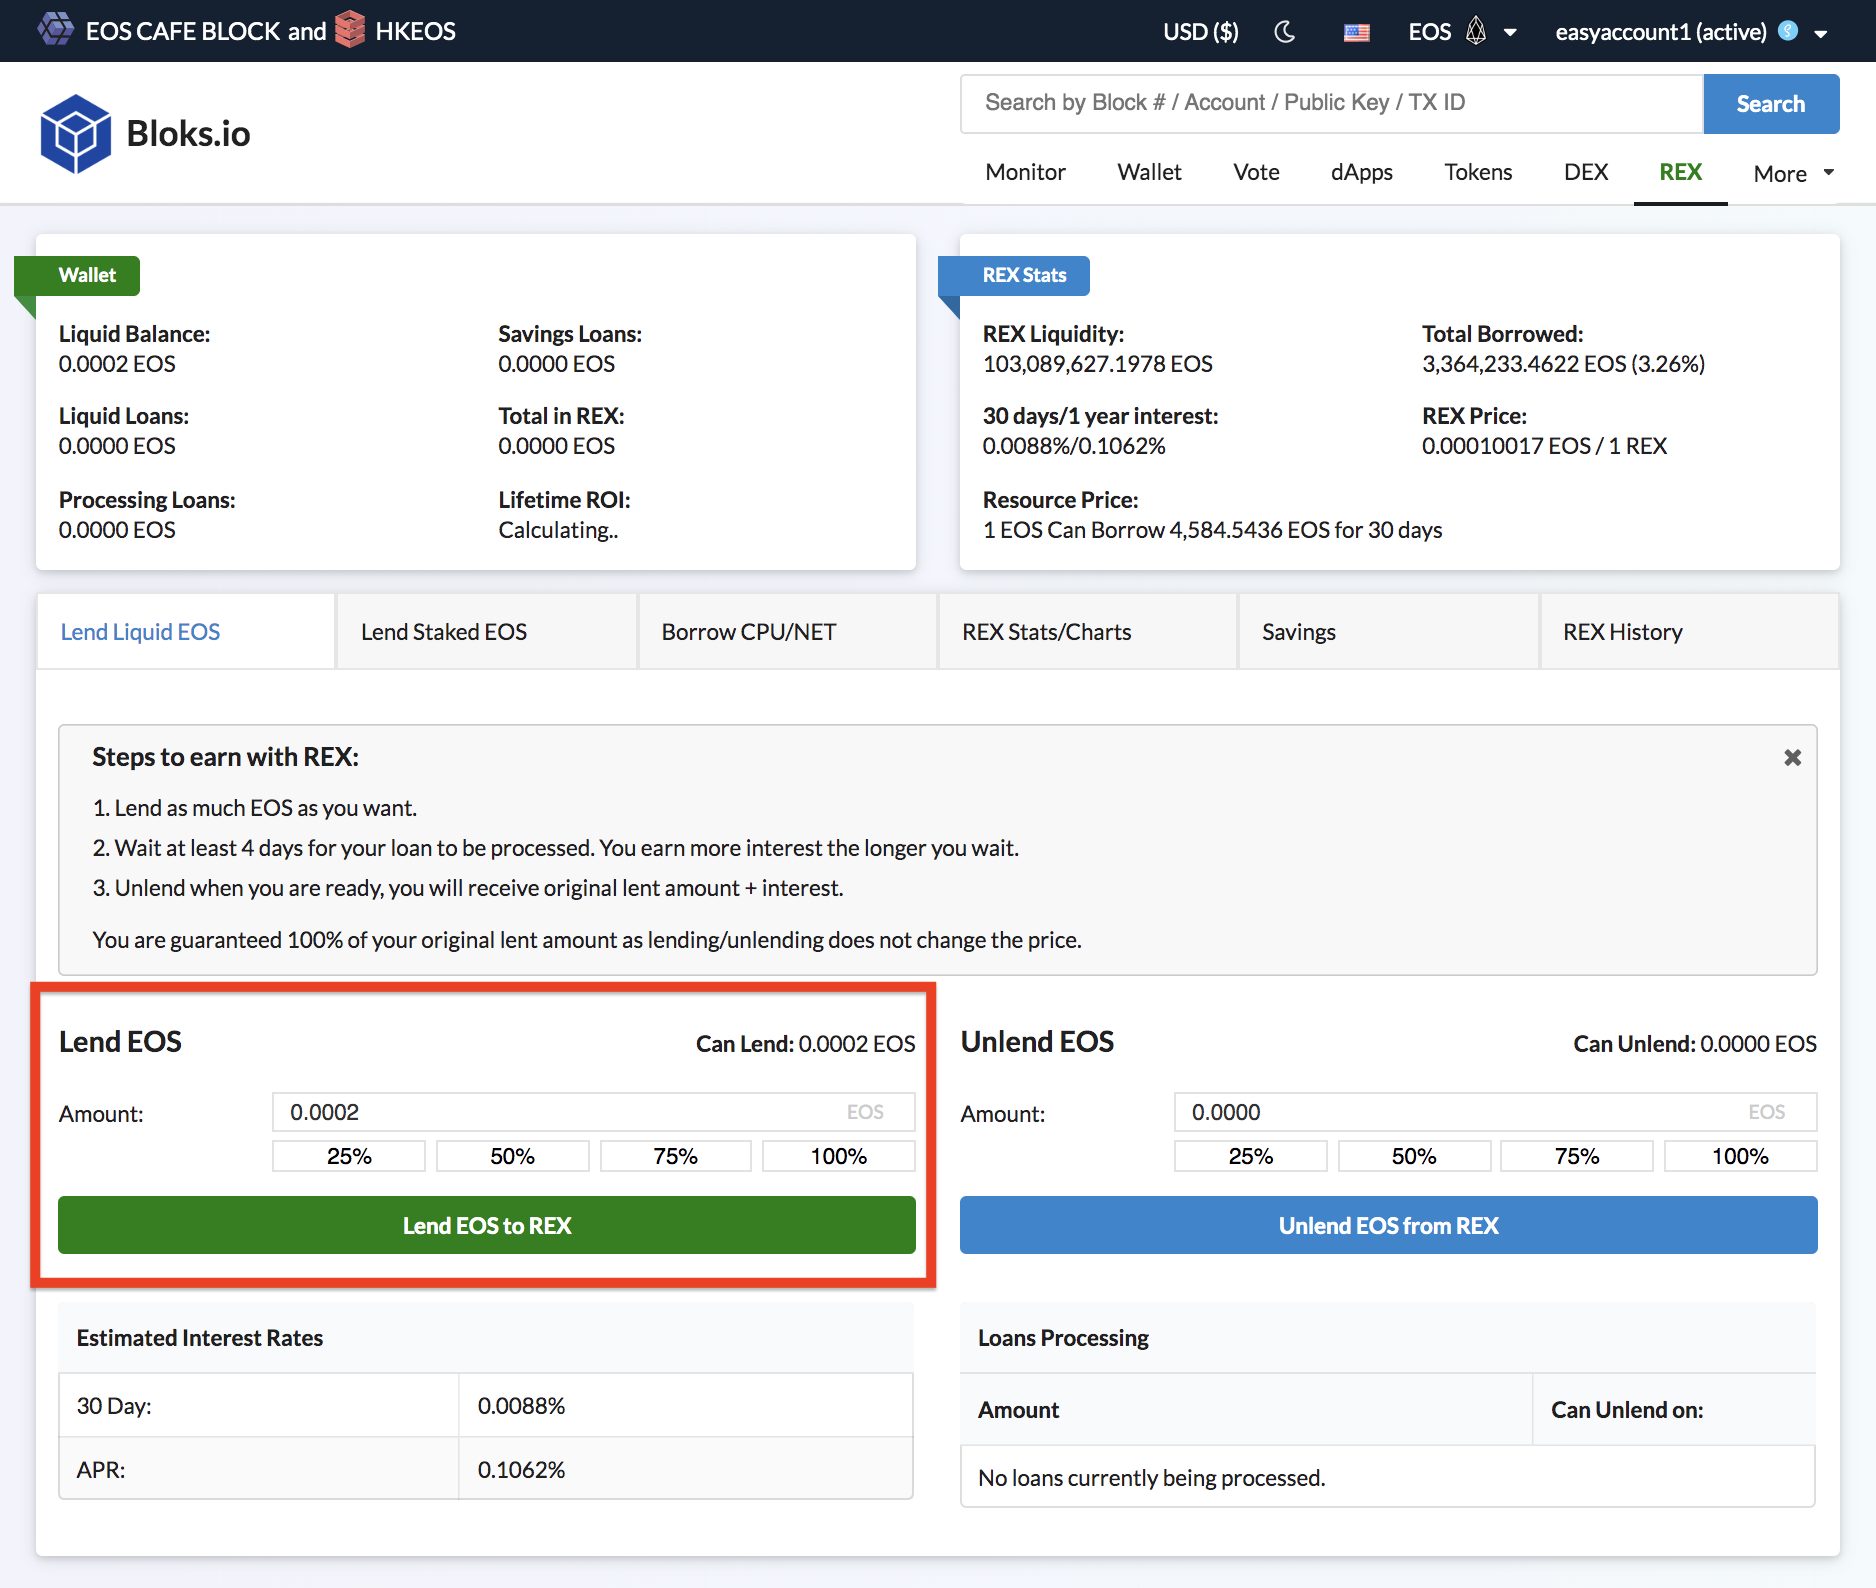 EOS CAFE BLOCK and HKEOS
USD ($) EOS easyaccount1 (active)
Bloks.io
Search by Block # / Account / Public Key / TX ID
Search
Monitor Wallet Vote dApps Tokens DEX REX More
Wallet
Liquid Balance:
0.0002 EOS
Savings Loans:
0.0000 EOS
Liquid Loans:
0.0000 EOS
Total in REX:
0.0000 EOS
Processing Loans:
0.0000 EOS
Lifetime ROI:
Calculating..
REX Stats
REX Liquidity:
103,089,627.1978 EOS
Total Borrowed:
3,364,233.4622 EOS (3.26%)
30 days/1 year interest:
0.0088%/0.1062%
REX Price:
0.00010017 EOS / 1 REX
Resource Price:
1 EOS Can Borrow 4,584.5436 EOS for 30 days
Lend Liquid EOS
Lend Staked EOS
Borrow CPU/NET
REX Stats/Charts
Savings
REX History
Steps to earn with REX:
1. Lend as much EOS as you want.
2. Wait at least 4 days for your loan to be processed. You earn more interest the longer you wait.
3. Unlend when you are ready, you will receive original lent amount + interest.
You are guaranteed 100% of your original lent amount as lending/unlending does not change the price.
Lend EOS
Can Lend: 0.0002 EOS
Amount:
0.0002 EOS
25% 50% 75% 100%
Lend EOS to REX
Unlend EOS
Can Unlend: 0.0000 EOS
Amount:
0.0000 EOS
25% 50% 75% 100%
Unlend EOS from REX
Estimated Interest Rates
30 Day: 0.0088%
APR: 0.1062%
Loans Processing
Amount Can Unlend on:
No loans currently being processed.